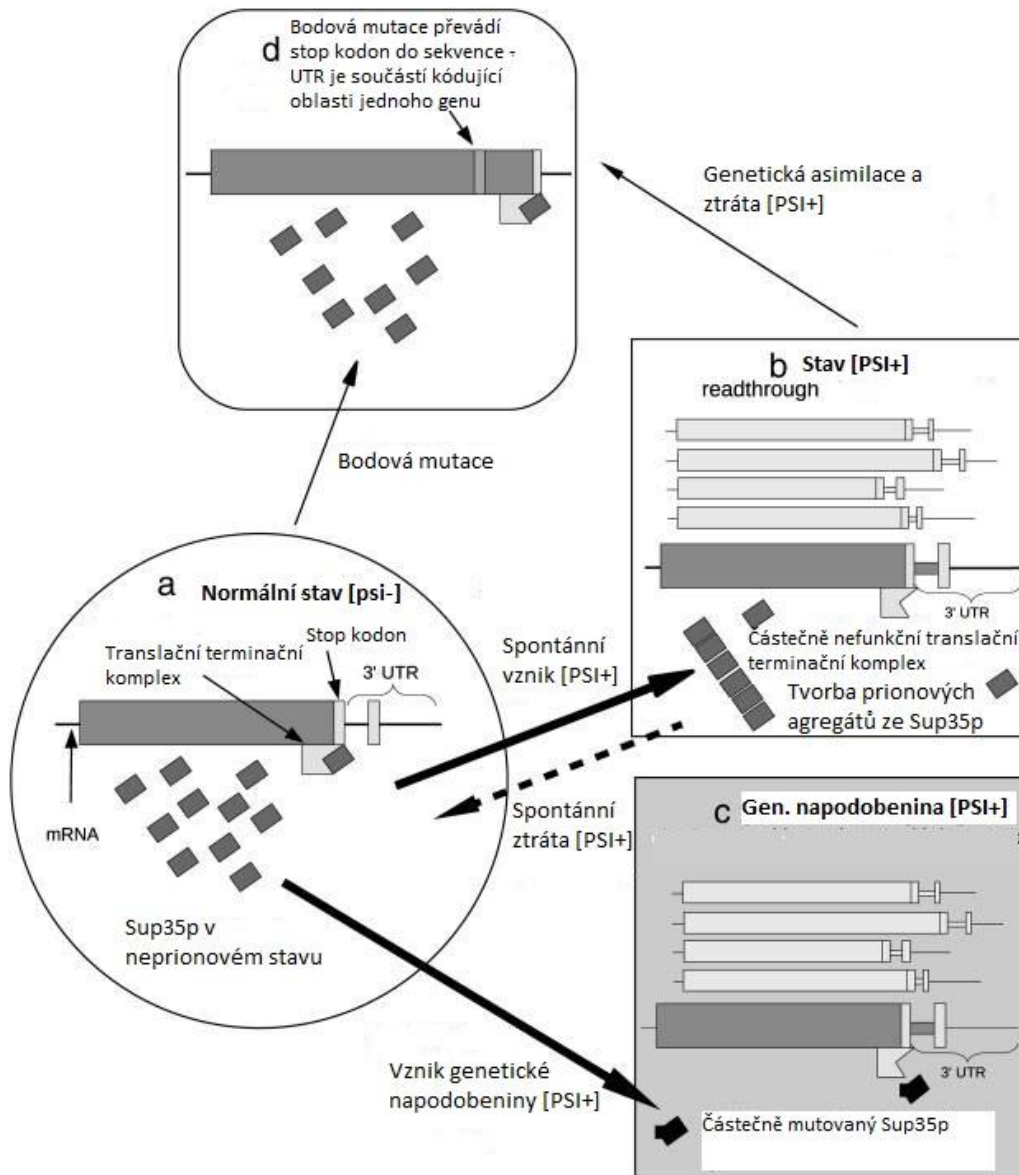 d
Bodová mutace převádí
stop kodon do sekvence -
UTR je součástí kódující
oblasti jednoho genu
Genetická asimilace a
ztráta [PSI+]
Bodová mutace
b
Stav [PSI+]
readthrough
3' UTR
Částečně nefunkční translační
terminační komplex
Tvorba prionových
agregátů ze Sup35p
a
Normální stav [psi-]
Stop kodon
Translační terminační
komplex
3' UTR
mRNA
Sup35p v
neprionovém stavu
Spontánní
vznik [PSI+]
Spontánní
ztráta [PSI+]
Vznik genetické
napodobeniny [PSI+]
c
Gen. napodobenina [PSI+]
3' UTR
Částečně mutovaný Sup35p